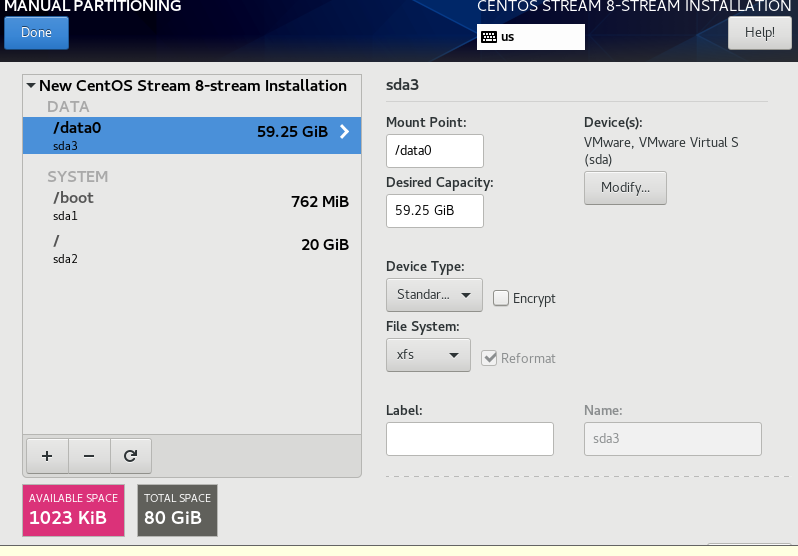 MANUAL PARTITIONING
CENTOS STREAM 8-STREAM INSTALLATION
Done
us
Help!
New CentOS Stream 8-stream Installation
DATA
/data0
59.25 GiB
sda3
SYSTEM
/boot
762 MiB
sda1
/
20 GiB
sda2
sda3
Mount Point:
Device(s):
/data0
VMware, VMware Virtual S
(sda)
Desired Capacity:
Modify...
59.25 GiB
Device Type:
Standar...
Encrypt
File System:
xfs
Reformat
Label:
Name:
sda3
+ −
AVAILABLE SPACE
1023 KiB
TOTAL SPACE
80 GiB